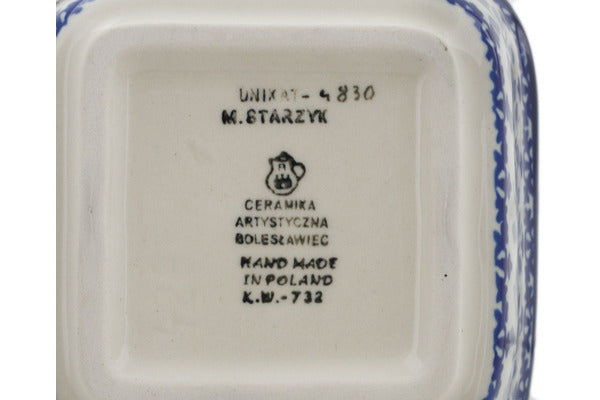 UNIKAT-4830
M.STARZYK
CERAMIKA
ARTYSTYCZNA
BOLESŁAWIEC
HAND MADE
IN POLAND
K.W.-732